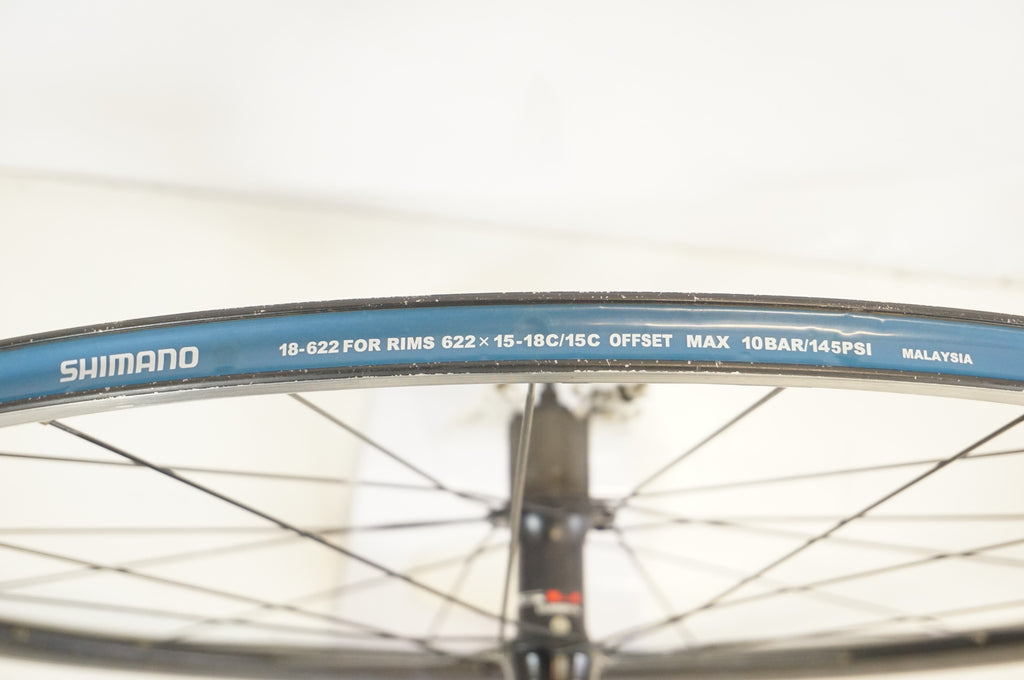 SHIMANO 18-622 FOR RIMS 622 × 15-18C/15C OFFSET MAX 10BAR/145PSI MALAYSIA